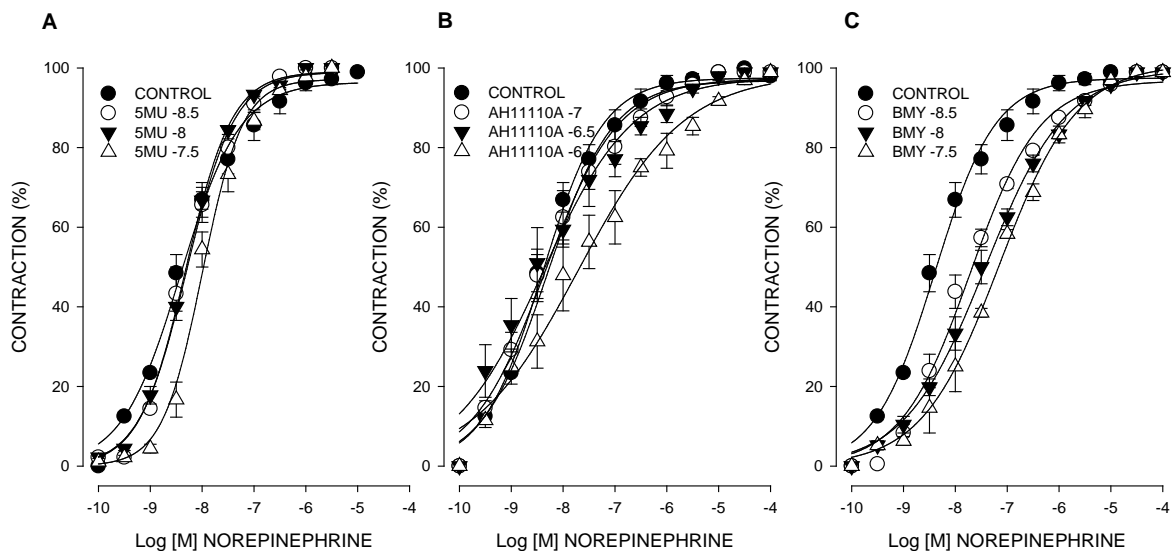 A
CONTRACTION (%)
100
80
60
40
20
0
CONTROL
5MU -8.5
5MU -8
5MU -7.5
-10 -9 -8 -7 -6 -5 -4
Log [M] NOREPINEPHRINE
B
CONTRACTION (%)
100
80
60
40
20
0
CONTROL
AH11110A -7
AH11110A -6.5
AH11110A -6
-10 -9 -8 -7 -6 -5 -4
Log [M] NOREPINEPHRINE
C
CONTRACTION (%)
100
80
60
40
20
0
CONTROL
BMY -8.5
BMY -8
BMY -7.5
-10 -9 -8 -7 -6 -5 -4
Log [M] NOREPINEPHRINE